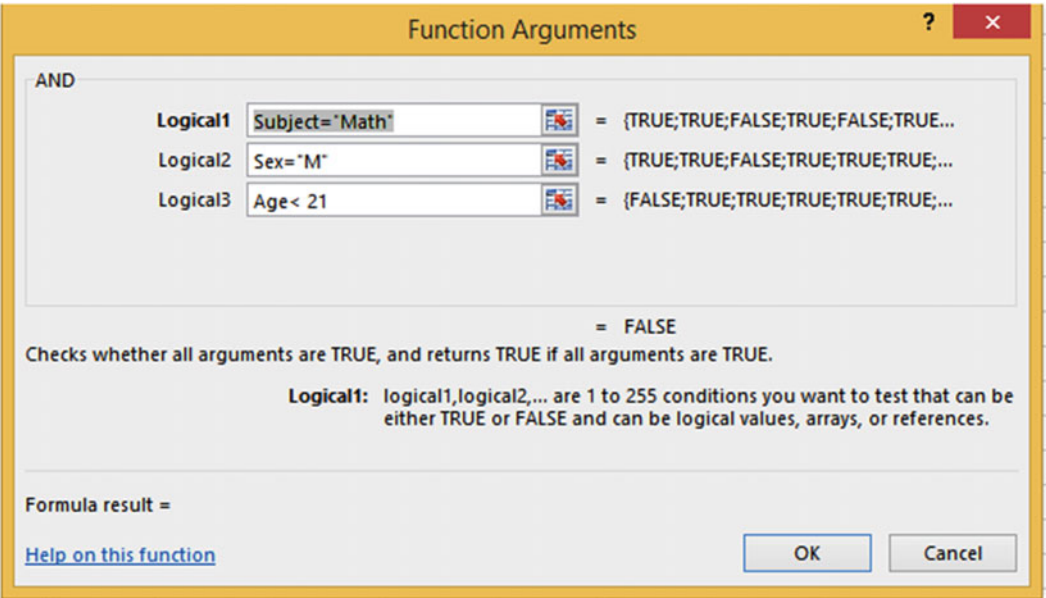 Function Arguments ? ×
AND
Logical1 Subject="Math" = {TRUE;TRUE;FALSE;TRUE;FALSE;TRUE...
Logical2 Sex="M" = {TRUE;TRUE;FALSE;TRUE;TRUE;TRUE;...
Logical3 Age< 21 = {FALSE;TRUE;TRUE;TRUE;TRUE;TRUE;...
= FALSE
Checks whether all arguments are TRUE, and returns TRUE if all arguments are TRUE.
Logical1: logical1,logical2,... are 1 to 255 conditions you want to test that can be
either TRUE or FALSE and can be logical values, arrays, or references.
Formula result =
Help on this function OK Cancel